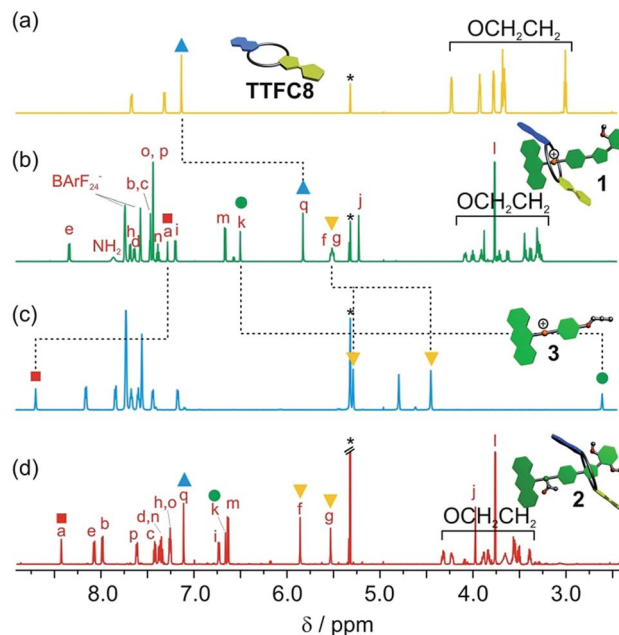 (a)
OCH₂CH₂
*
TTFC8
(b)
o, p
BArF₂₄⁻
b,c
e
NH₂
h
d
n
a
i
m
k
q
f
g
*
j
l
OCH₂CH₂
⊕
1
(c)
*
⊕
3
(d)
*
a
e
b
p
c
d,n
h,o
q
i
k
m
f
g
j
l
OCH₂CH₂
2
8.0 7.0 6.0 5.0 4.0 3.0
δ / ppm